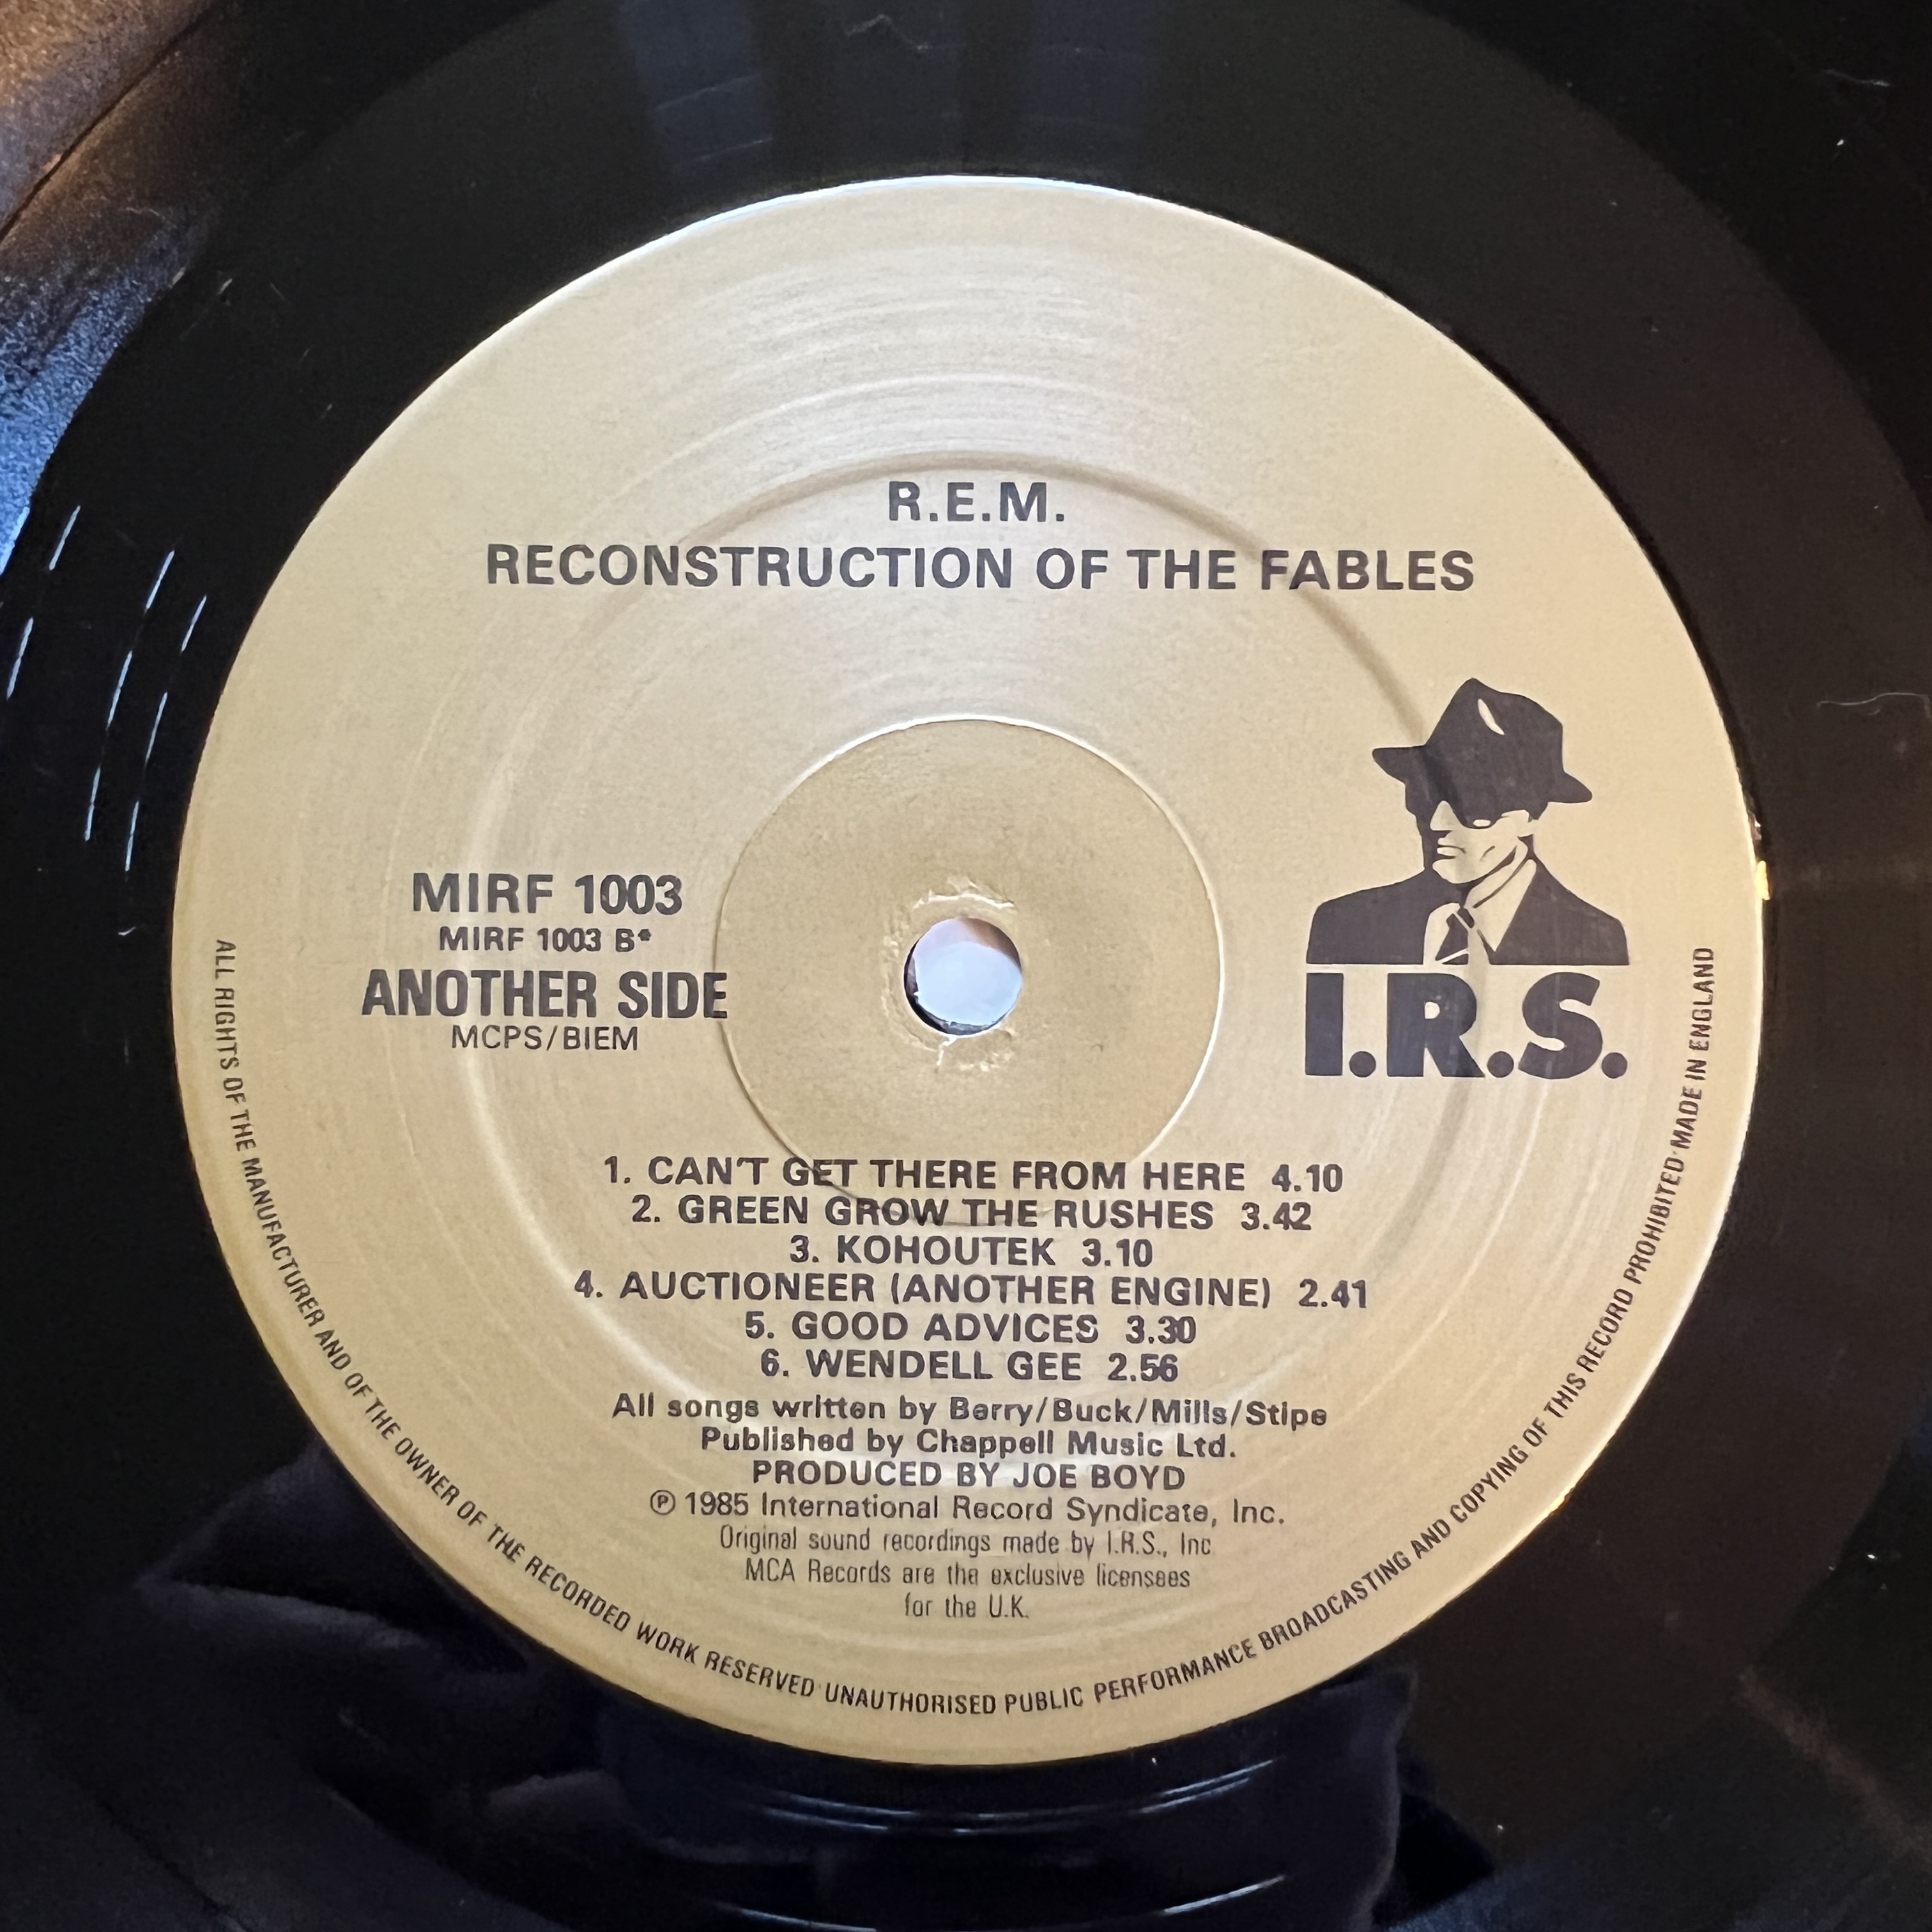 R.E.M.
RECONSTRUCTION OF THE FABLES
MIRF 1003
MIRF 1003 B*
ANOTHER SIDE
MCPS/BIEM
I.R.S.
1. CAN'T GET THERE FROM HERE 4.10
2. GREEN GROW THE RUSHES 3.42
3. KOHOUTEK 3.10
4. AUCTIONEER (ANOTHER ENGINE) 2.41
5. GOOD ADVICES 3.30
6. WENDELL GEE 2.56
All songs written by Berry/Buck/Mills/Stipe
Published by Chappell Music Ltd.
PRODUCED BY JOE BOYD
℗ 1985 International Record Syndicate, Inc.
Original sound recordings made by I.R.S., Inc
MCA Records are the exclusive licensees
for the U.K.
ALL RIGHTS OF THE MANUFACTURER AND OF THE OWNER OF THE RECORDED WORK RESERVED·UNAUTHORISED PUBLIC PERFORMANCE BROADCASTING AND COPYING OF THIS RECORD PROHIBITED·MADE IN ENGLAND